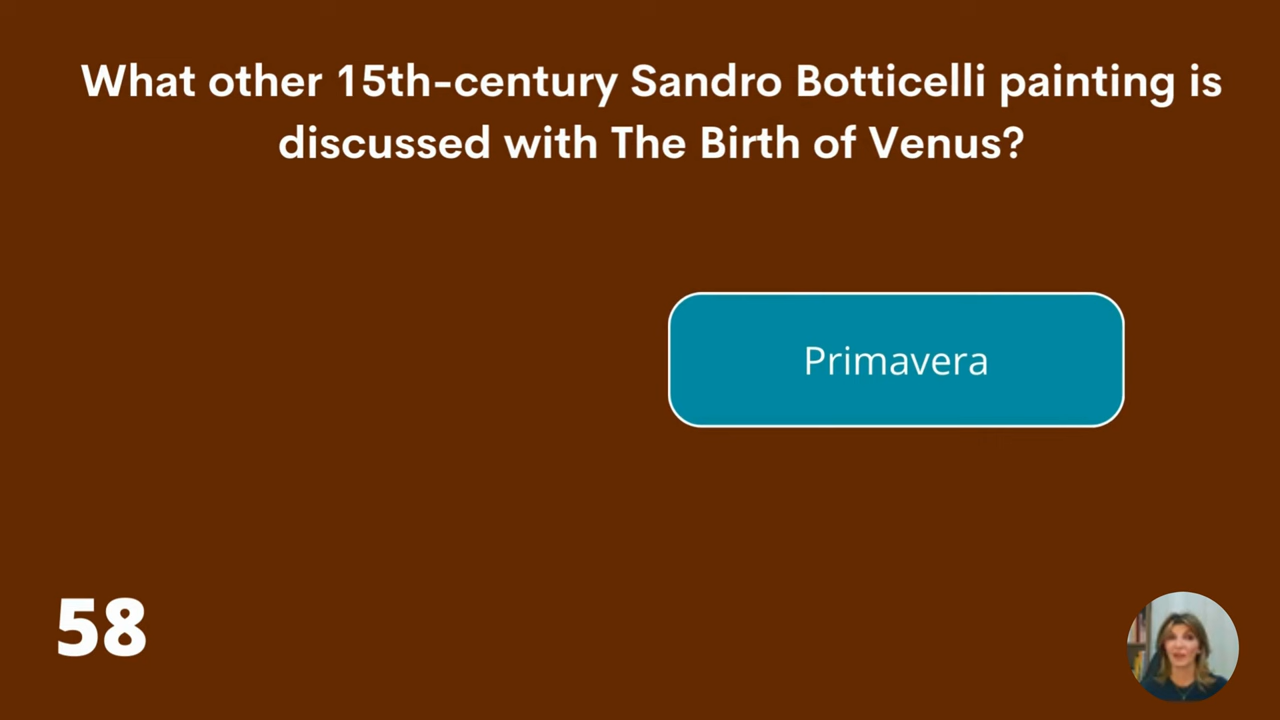 What other 15th-century Sandro Botticelli painting is
discussed with The Birth of Venus?
Primavera
58